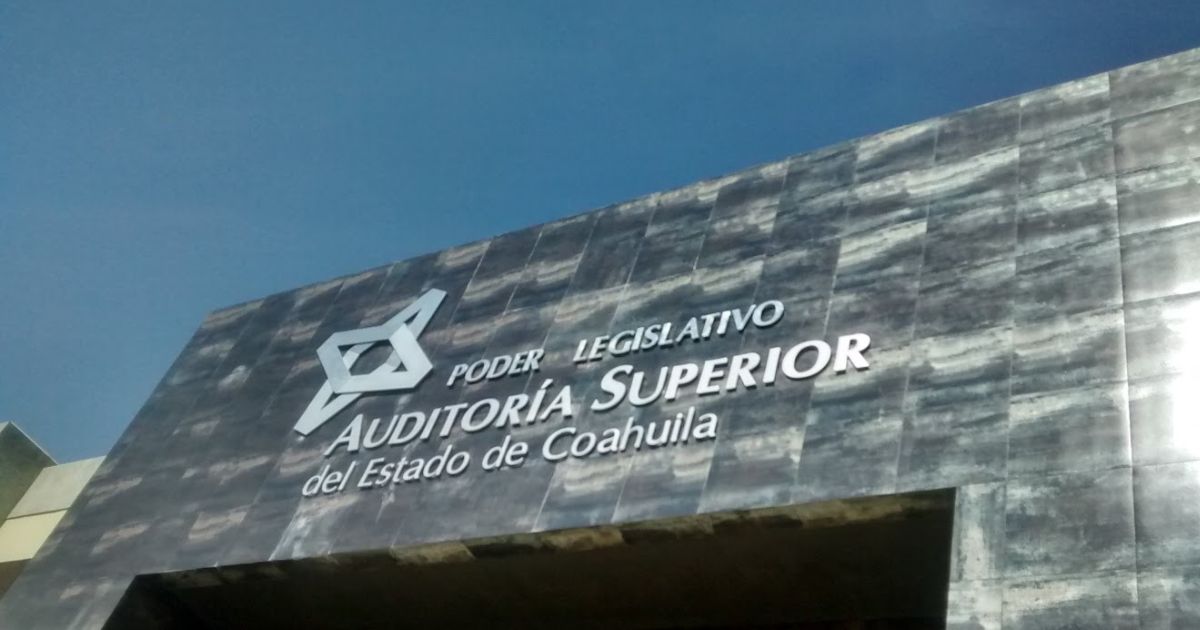 PODER LEGISLATIVO
AUDITORÍA SUPERIOR
del Estado de Coahuila